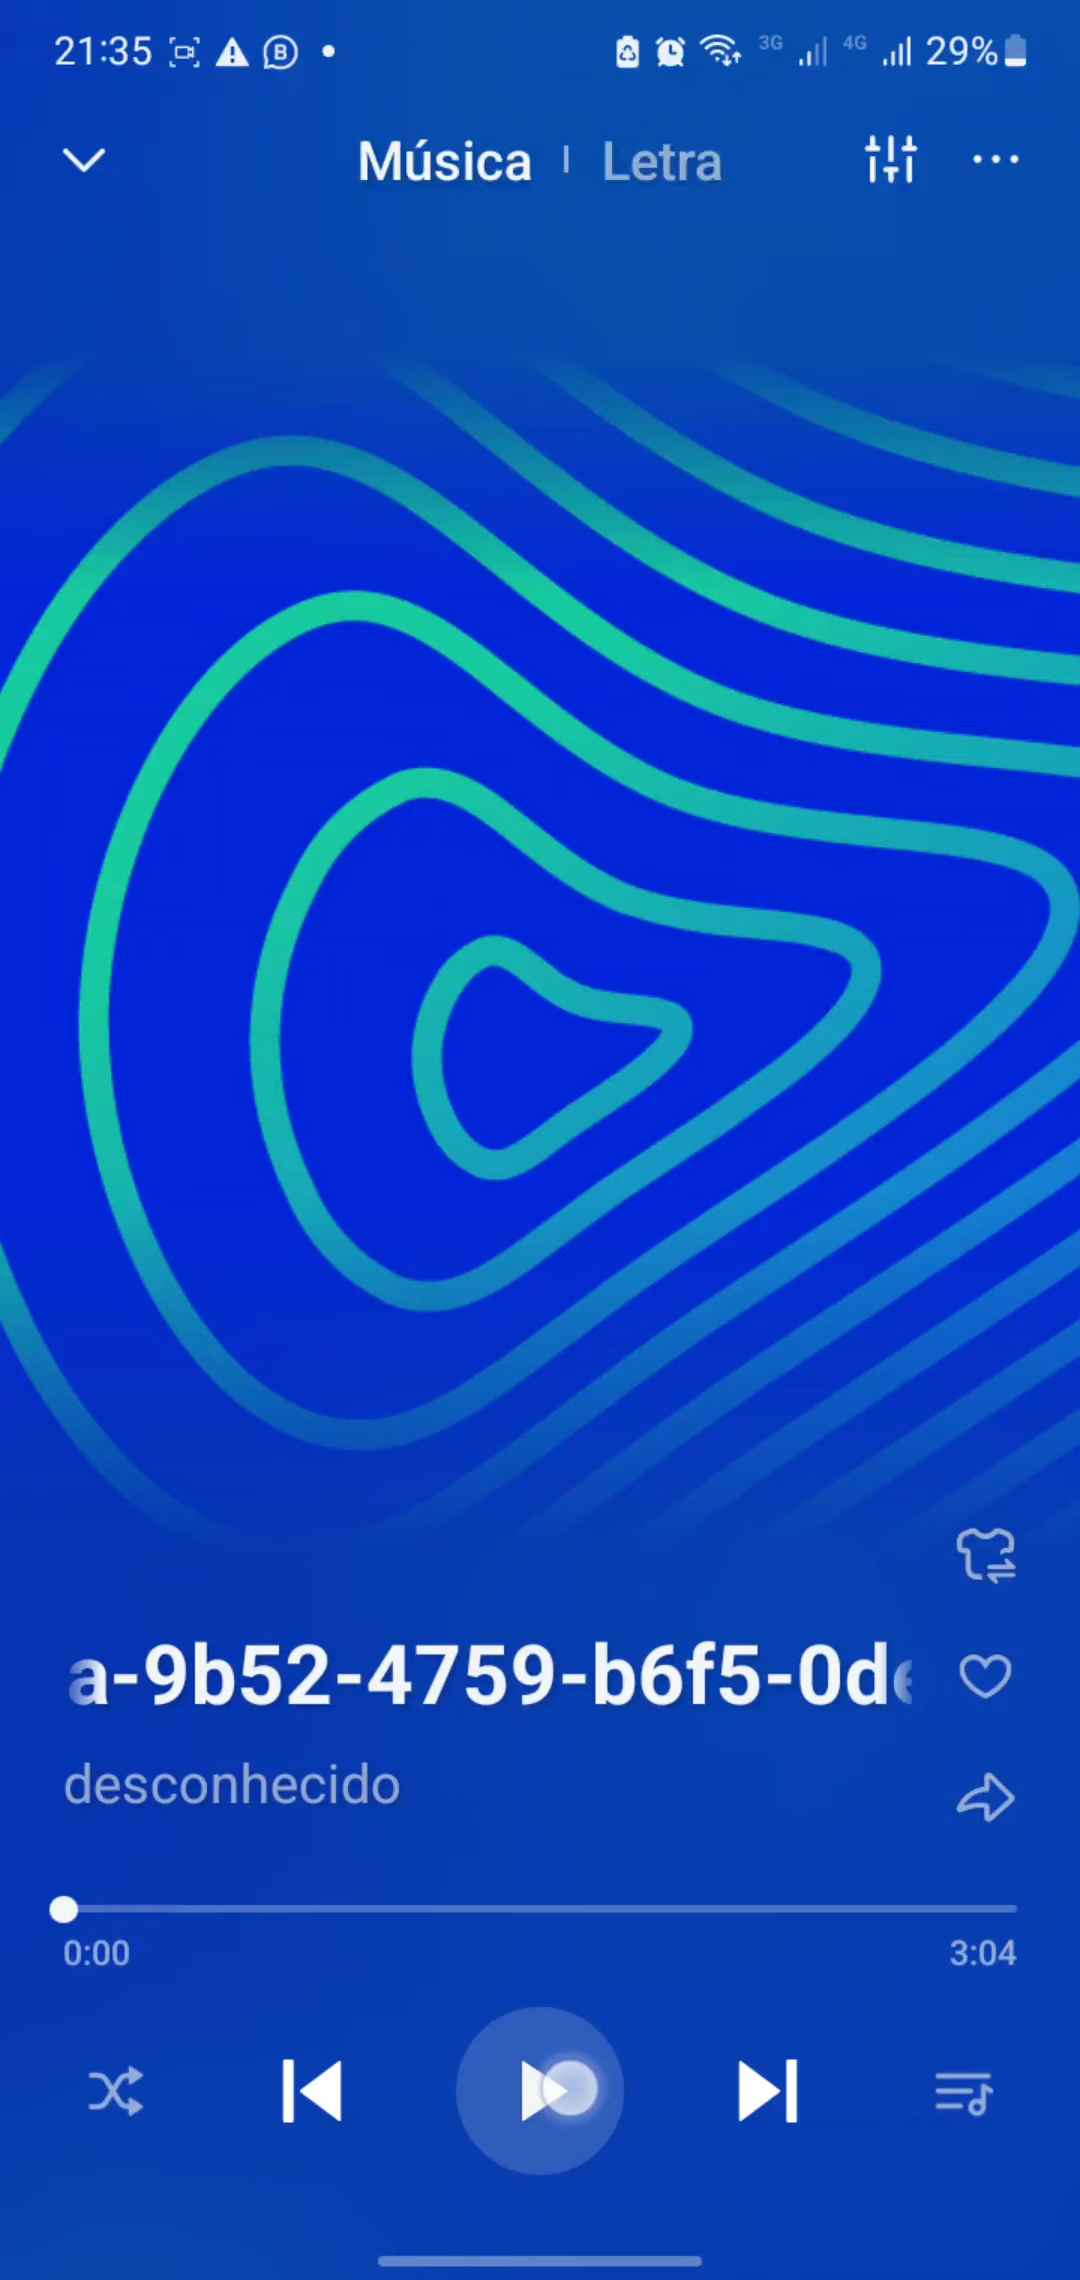 21:35 B 3G 4G 29%
Música | Letra
a-9b52-4759-b6f5-0d
desconhecido
0:00 3:04